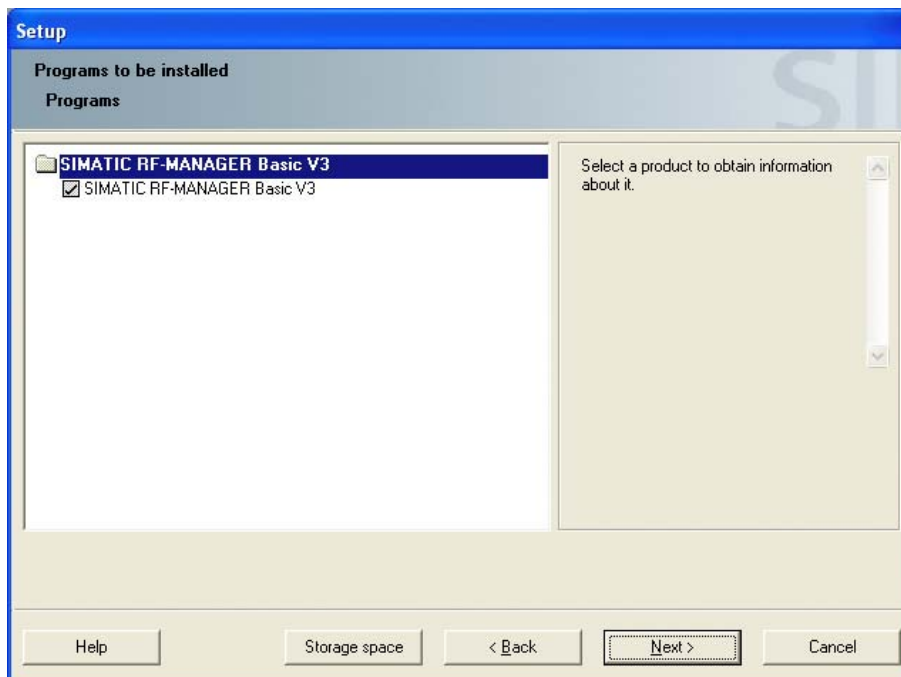 Setup
Programs to be installed
Programs
SIMATIC RF-MANAGER Basic V3
SIMATIC RF-MANAGER Basic V3
Select a product to obtain information
about it.
Help
Storage space
< Back
Next >
Cancel